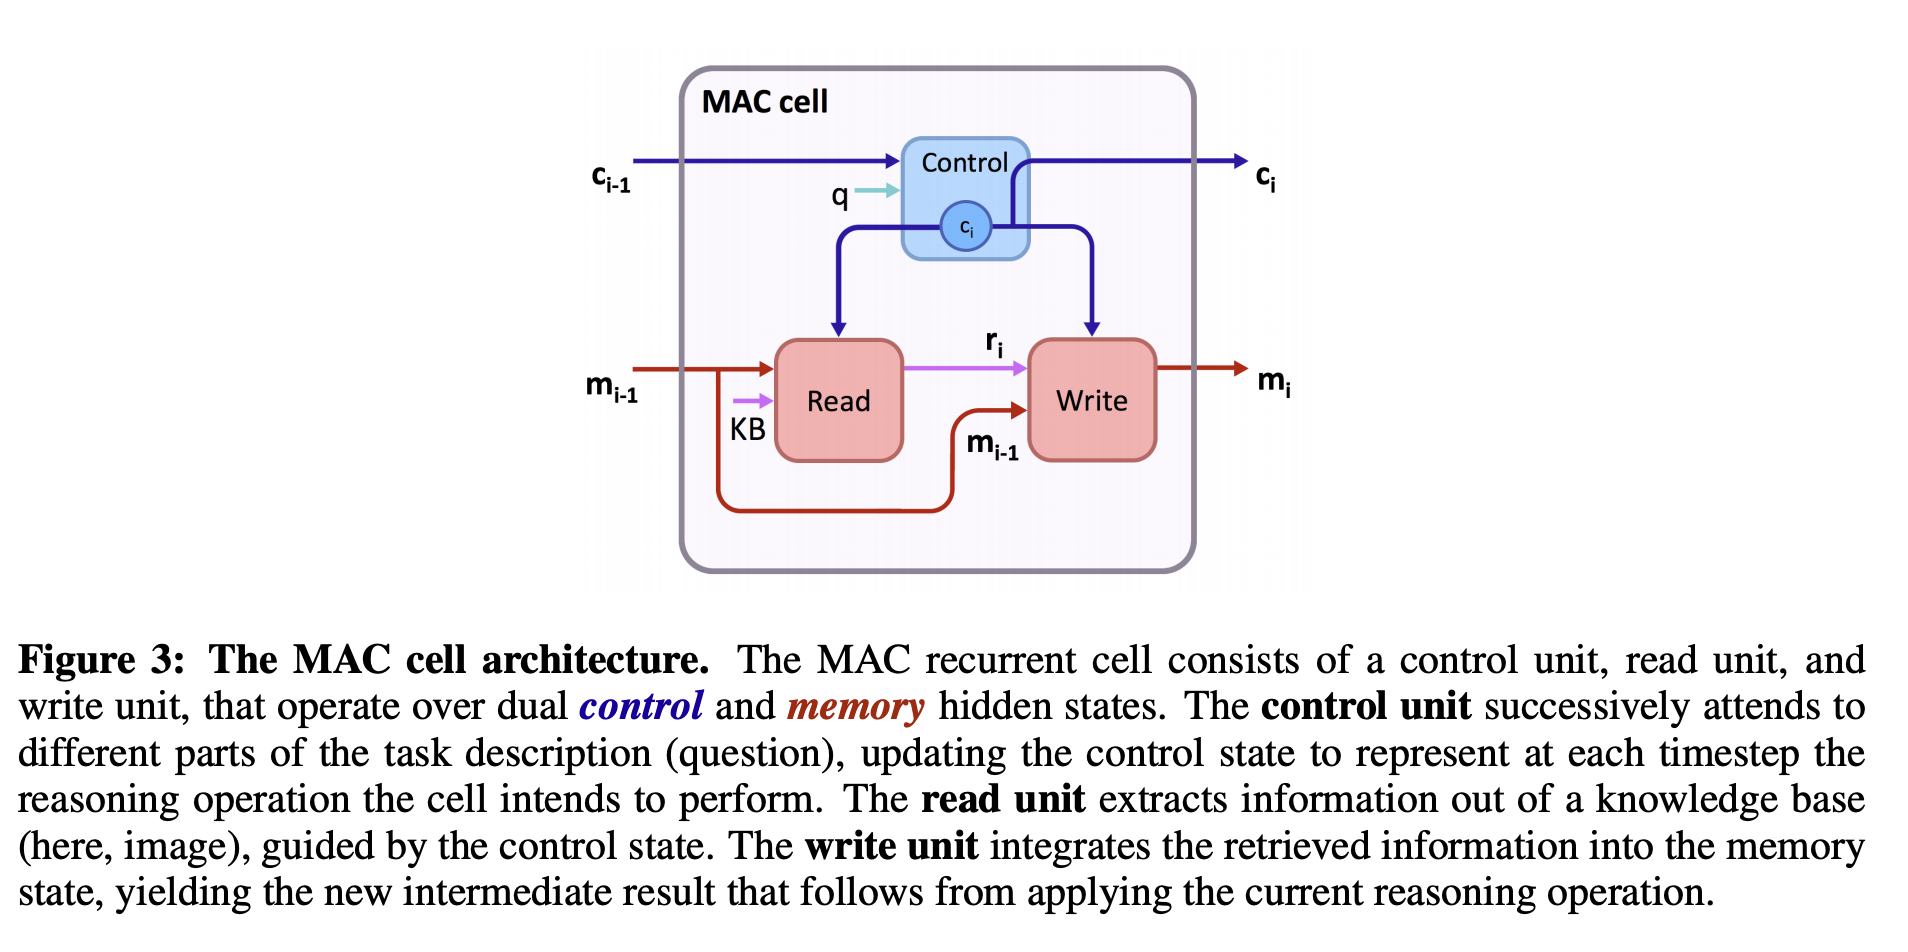 MAC cell
Control
c_{i-1}
q
c_i
c_i
r_i
m_{i-1}
Read
Write
m_i
KB
m_{i-1}
Figure 3: The MAC cell architecture. The MAC recurrent cell consists of a control unit, read unit, and
write unit, that operate over dual control and memory hidden states. The control unit successively attends to
different parts of the task description (question), updating the control state to represent at each timestep the
reasoning operation the cell intends to perform. The read unit extracts information out of a knowledge base
(here, image), guided by the control state. The write unit integrates the retrieved information into the memory
state, yielding the new intermediate result that follows from applying the current reasoning operation.